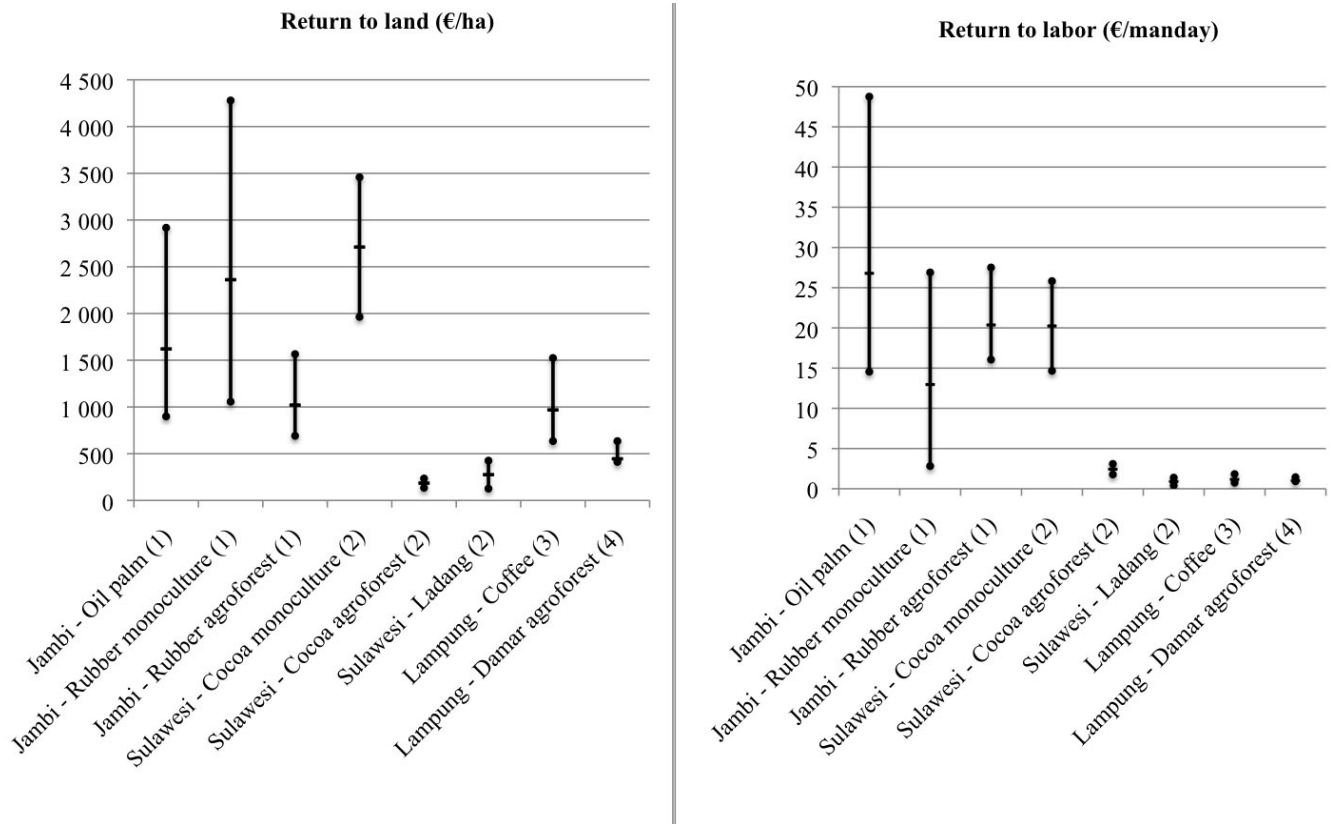 Return to land (€/ha)
4 500
4 000
3 500
3 000
2 500
2 000
1 500
1 000
500
0
Jambi - Oil palm (1)
Jambi - Rubber monoculture (1)
Jambi - Rubber agroforest (1)
Sulawesi - Cocoa monoculture (2)
Sulawesi - Cocoa agroforest (2)
Sulawesi - Ladang (2)
Lampung - Coffee (3)
Lampung - Damar agroforest (4)
Return to labor (€/manday)
50
45
40
35
30
25
20
15
10
5
0
Jambi - Oil palm (1)
Jambi - Rubber monoculture (1)
Jambi - Rubber agroforest (1)
Sulawesi - Cocoa monoculture (2)
Sulawesi - Cocoa agroforest (2)
Sulawesi - Ladang (2)
Lampung - Coffee (3)
Lampung - Damar agroforest (4)